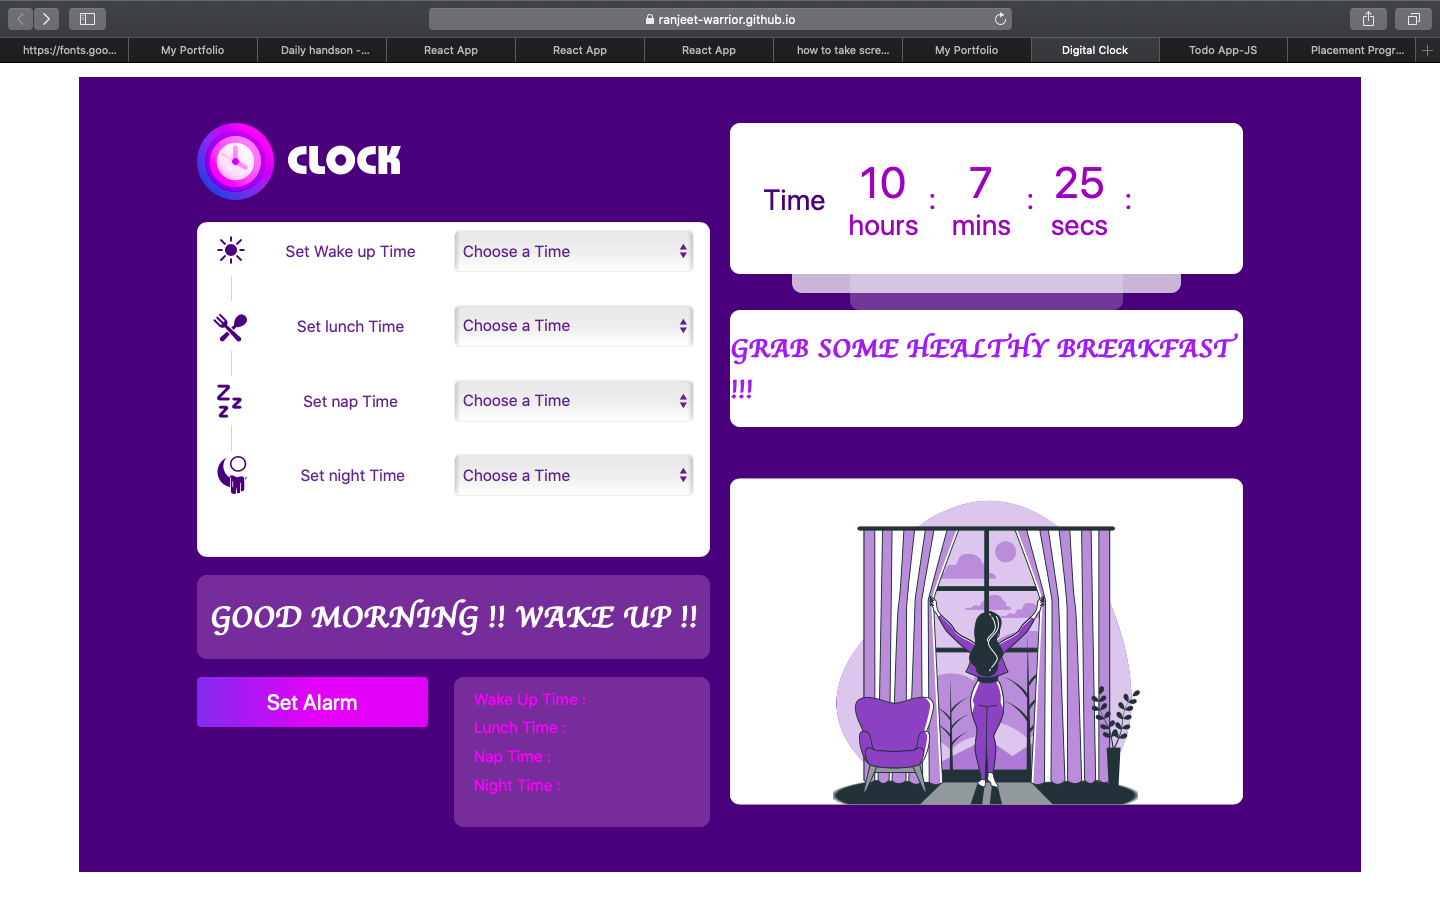 ranjeet-warrior.github.io
https://fonts.goo...
My Portfolio
Daily handson -...
React App
React App
React App
how to take scre...
My Portfolio
Digital Clock
Todo App-JS
Placement Progr...
CLOCK
Set Wake up Time
Choose a Time
Set lunch Time
Choose a Time
Set nap Time
Choose a Time
Set night Time
Choose a Time
GOOD MORNING !! WAKE UP !!
Set Alarm
Wake Up Time :
Lunch Time :
Nap Time :
Night Time :
Time
10 : 7 : 25 :
hours mins secs
GRAB SOME HEALTHY BREAKFAST
!!!